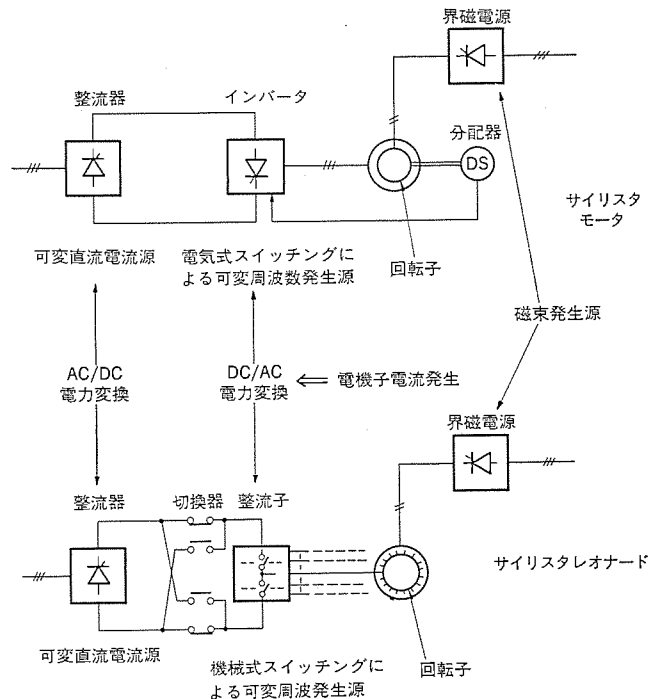 界磁電源
整流器
インバータ
分配器
DS
サイリスタ
モータ
可変直流電流源
電気式スイッチングに
よる可変周波数発生源
回転子
磁束発生源
AC/DC
電力変換
DC/AC
電力変換
電機子電流発生
界磁電源
整流器
切換器
整流子
サイリスタレオナード
可変直流電流源
機械式スイッチングに
よる可変周波発生源
回転子